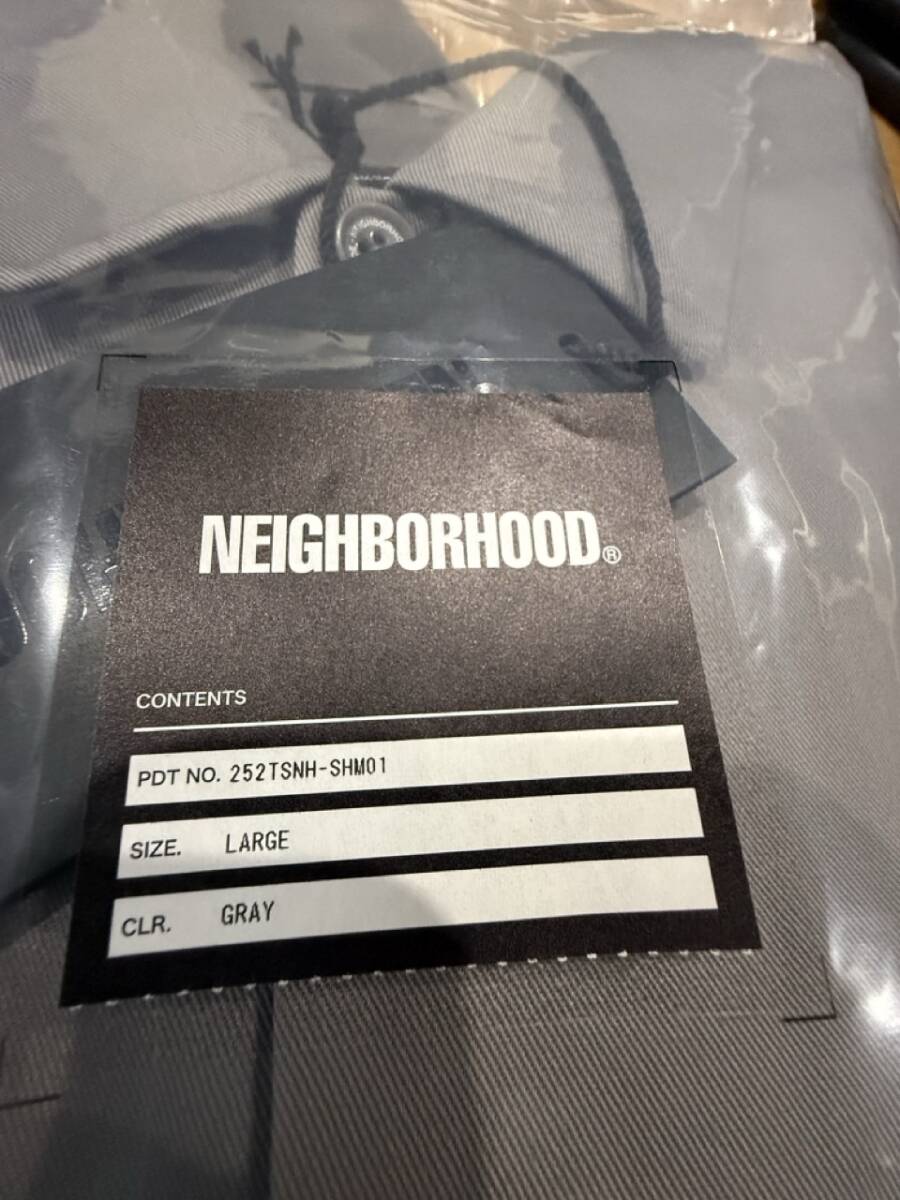 NEIGHBORHOOD®
CONTENTS
PDT NO. 252TSNH-SHM01
SIZE. LARGE
CLR. GRAY